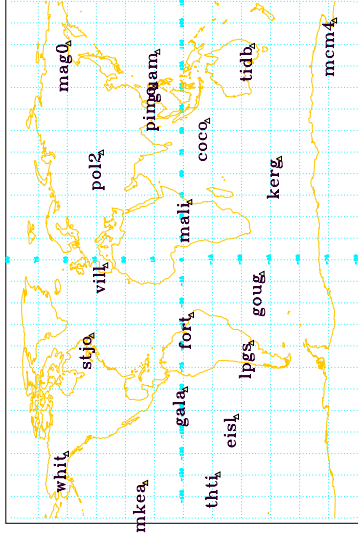 whit
mag0
stjo
pol2
vill
mkea
pimo
guam
gala
fort
mali
coco
thti
eisl
lpgs
tidb
goug
kerg
mcm4